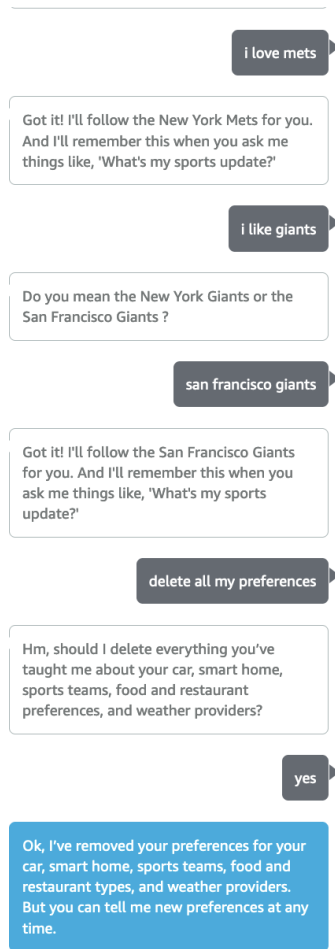 i love mets
Got it! I'll follow the New York Mets for you.
And I'll remember this when you ask me
things like, 'What's my sports update?'
i like giants
Do you mean the New York Giants or the
San Francisco Giants ?
san francisco giants
Got it! I'll follow the San Francisco Giants
for you. And I'll remember this when you
ask me things like, 'What's my sports
update?'
delete all my preferences
Hm, should I delete everything you’ve
taught me about your car, smart home,
sports teams, food and restaurant
preferences, and weather providers?
yes
Ok, I’ve removed your preferences for your
car, smart home, sports teams, food and
restaurant types, and weather providers.
But you can tell me new preferences at any
time.